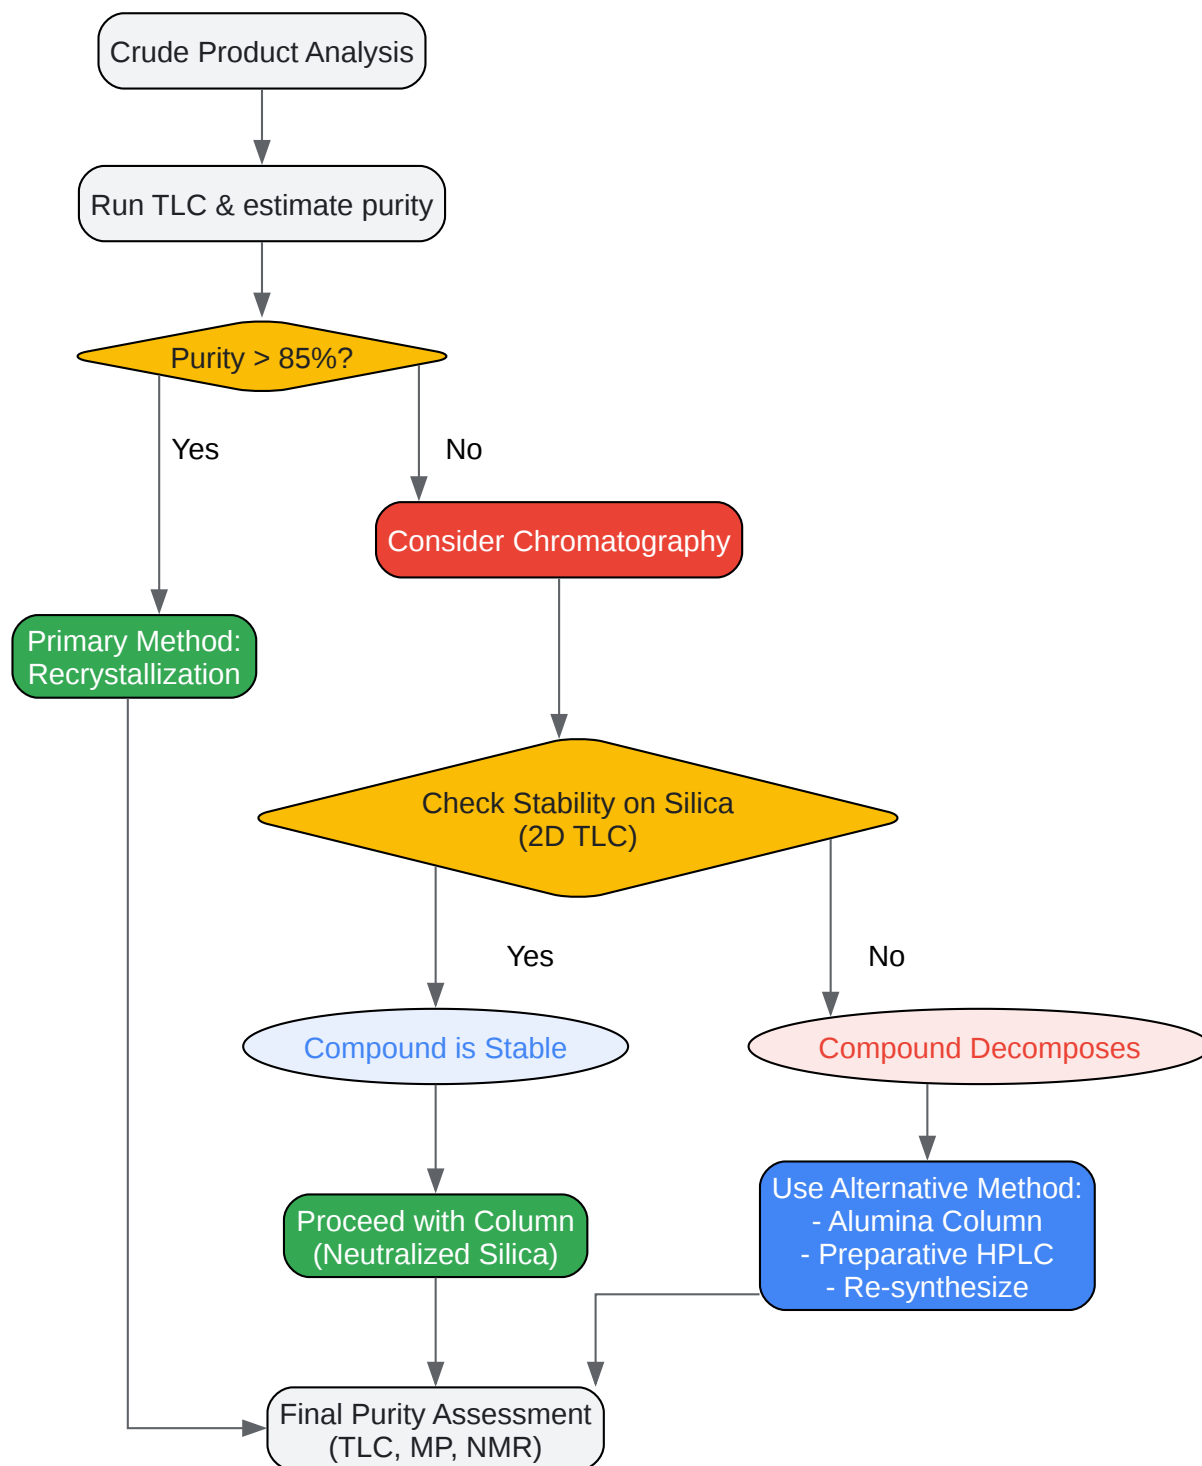 Crude Product Analysis
Run TLC & estimate purity
Purity > 85%?
Yes
No
Consider Chromatography
Primary Method:
Recrystallization
Check Stability on Silica
(2D TLC)
Yes
No
Compound is Stable
Compound Decomposes
Proceed with Column
(Neutralized Silica)
Use Alternative Method:
- Alumina Column
- Preparative HPLC
- Re-synthesize
Final Purity Assessment
(TLC, MP, NMR)